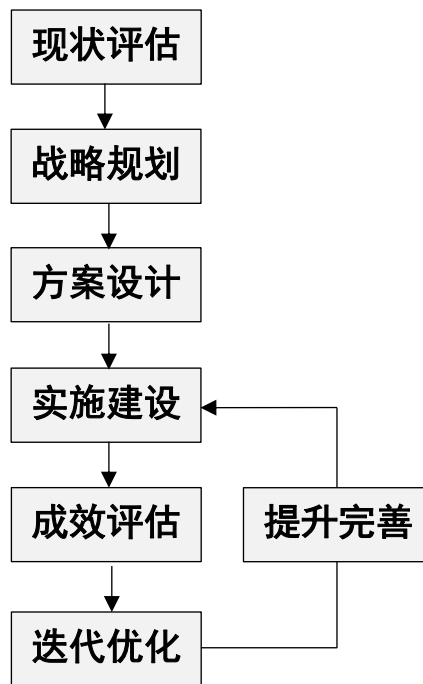 现状评估
战略规划
方案设计
实施建设
成效评估
提升完善
迭代优化